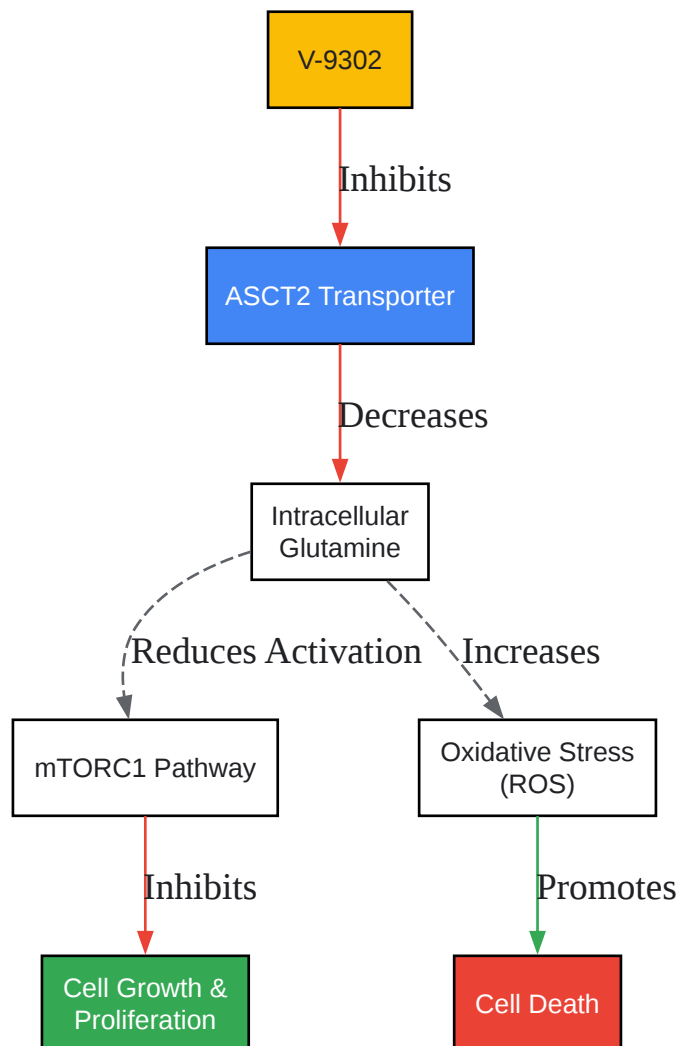 V-9302
Inhibits
ASCT2 Transporter
Decreases
Intracellular
Glutamine
Reduces Activation
Increases
mTORC1 Pathway
Oxidative Stress
(ROS)
Inhibits
Promotes
Cell Growth &
Proliferation
Cell Death